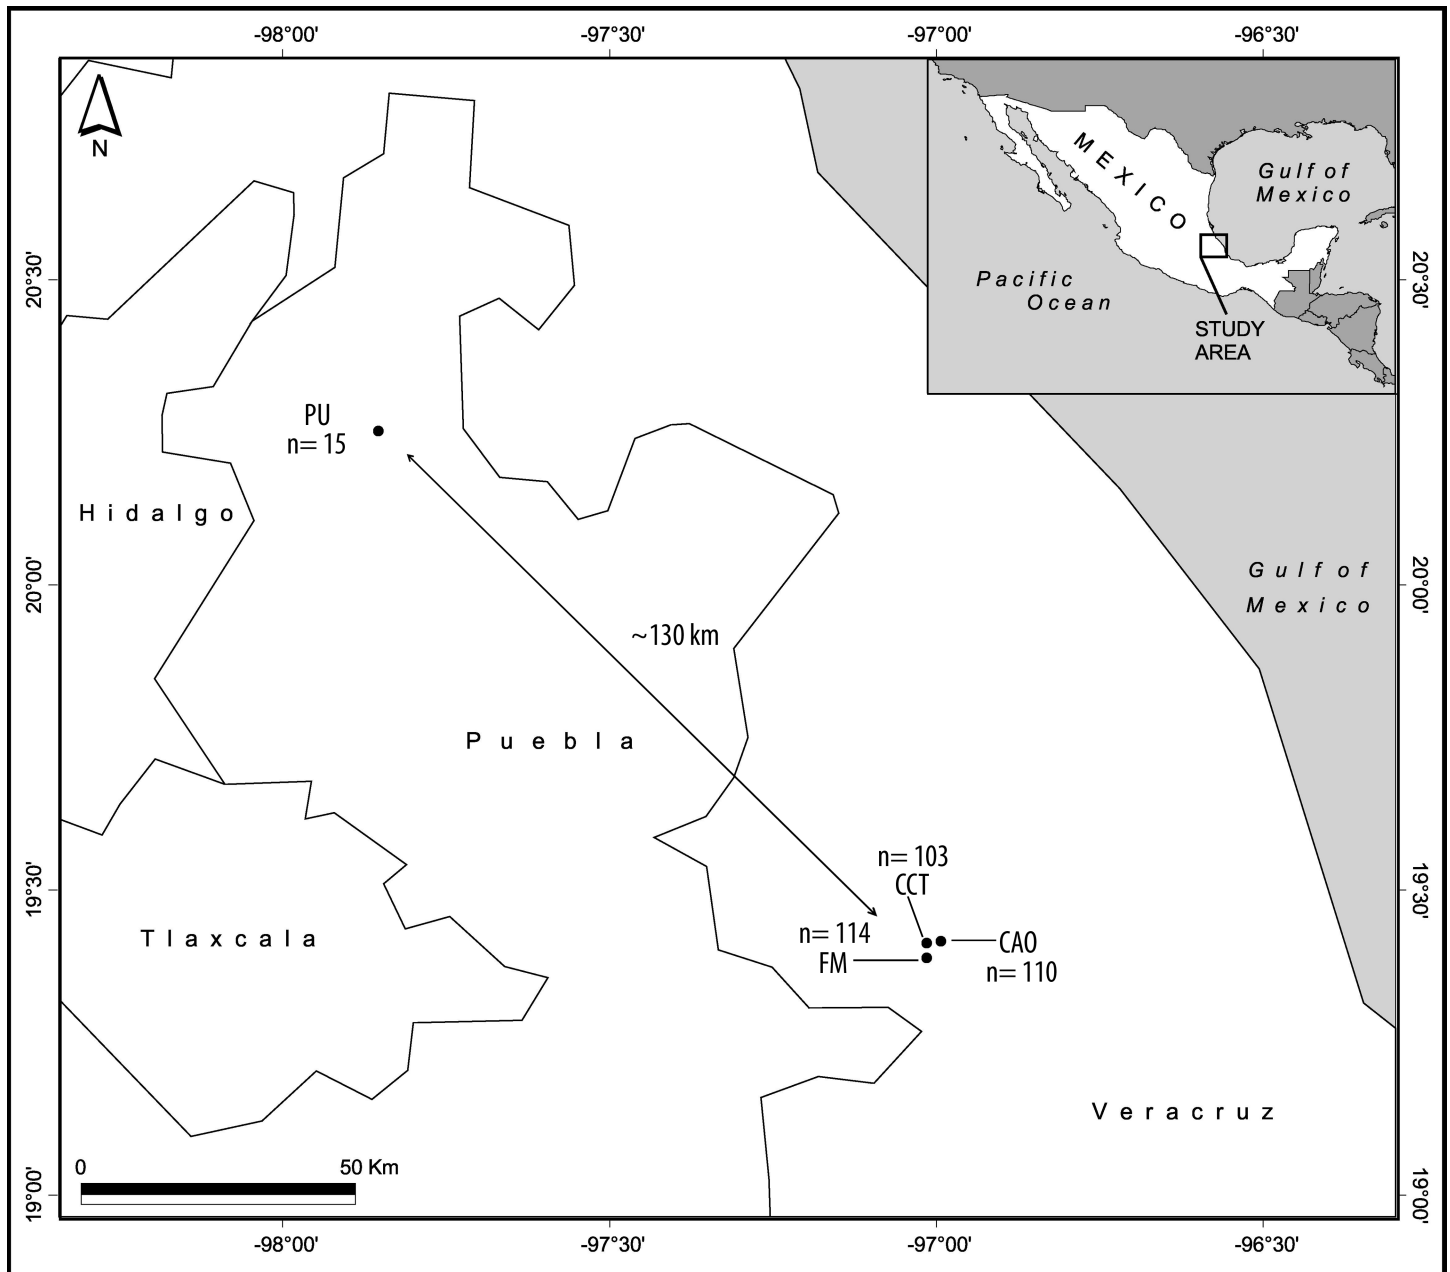 -98°00'
-97°30'
-97°00'
-96°30'
N
MEXICO
Gulf of
Mexico
Pacific
Ocean
STUDY
AREA
20°30'
20°30'
PU
n= 15
Hidalgo
20°00'
20°00'
Gulf of
Mexico
~130 km
Puebla
n= 103
CCT
19°30'
19°30'
n= 114
FM
CAO
n= 110
Tlaxcala
Veracruz
0
50 Km
19°00'
19°00'
-98°00'
-97°30'
-97°00'
-96°30'